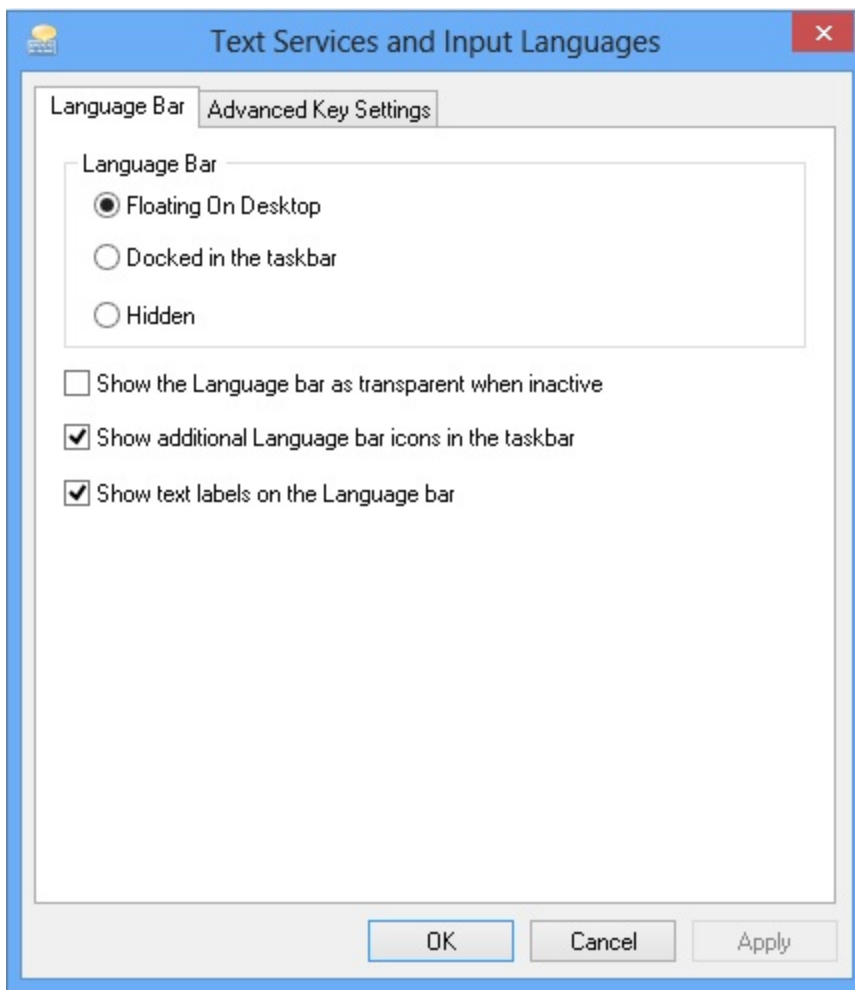 Text Services and Input Languages
Language Bar
Advanced Key Settings
Language Bar
Floating On Desktop
Docked in the taskbar
Hidden
Show the Language bar as transparent when inactive
Show additional Language bar icons in the taskbar
Show text labels on the Language bar
OK
Cancel
Apply